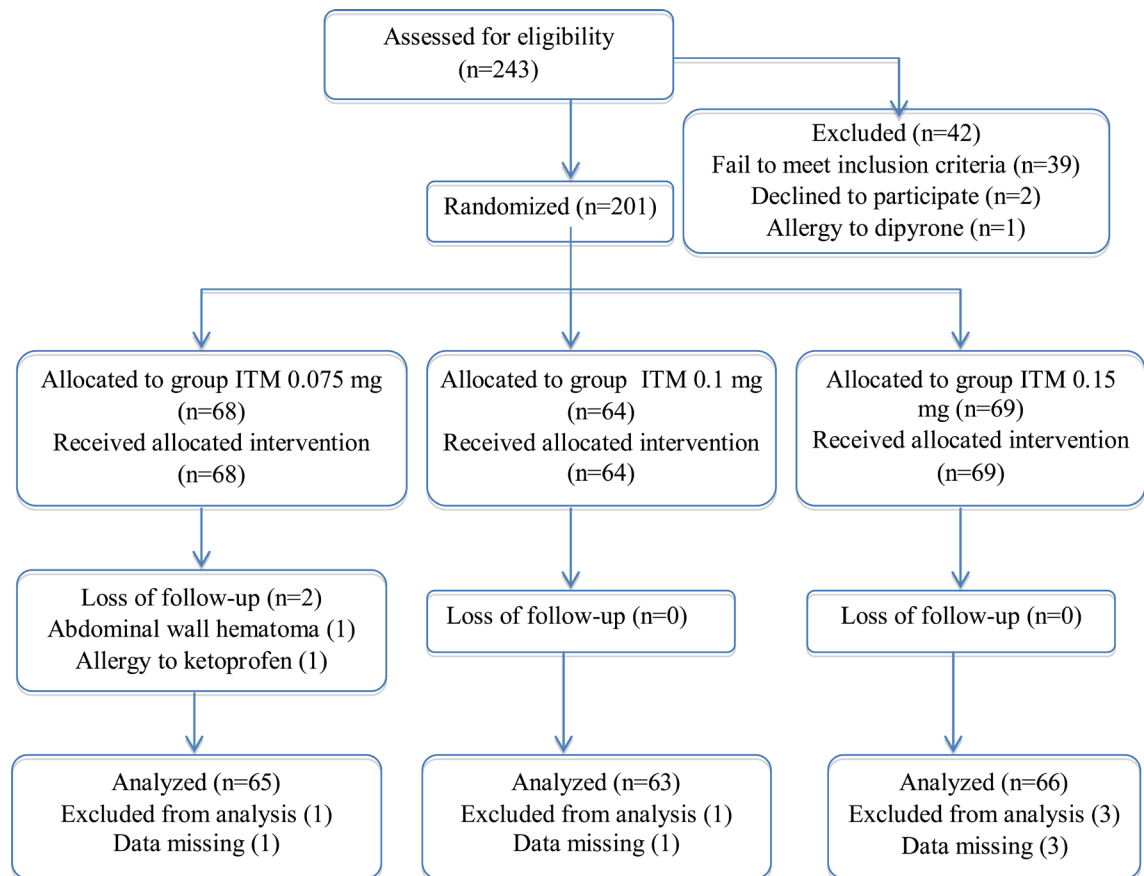 Assessed for eligibility
(n=243)
Excluded (n=42)
Fail to meet inclusion criteria (n=39)
Declined to participate (n=2)
Allergy to dipyrone (n=1)
Randomized (n=201)
Allocated to group ITM 0.075 mg
(n=68)
Received allocated intervention
(n=68)
Allocated to group  ITM 0.1 mg
(n=64)
Received allocated intervention
(n=64)
Allocated to group ITM 0.15
mg (n=69)
Received allocated intervention
(n=69)
Loss of follow-up (n=2)
Abdominal wall hematoma (1)
Allergy to ketoprofen (1)
Loss of follow-up (n=0)
Loss of follow-up (n=0)
Analyzed (n=65)
Excluded from analysis (1)
Data missing (1)
Analyzed (n=63)
Excluded from analysis (1)
Data missing (1)
Analyzed (n=66)
Excluded from analysis (3)
Data missing (3)